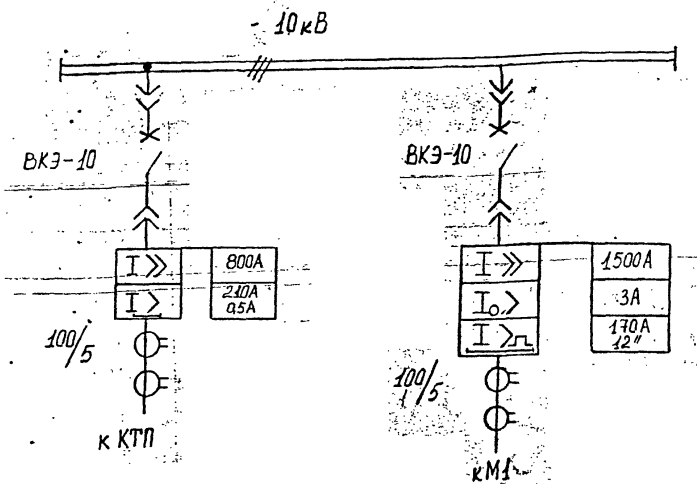 - 10кВ
ВКЭ-10
ВКЭ-10
I >>
800А
I >
210А
0,5А
100/5
к КТП
I >>
1500А
I₀ >
3А
I >
170А
12"
100/5
кМ1